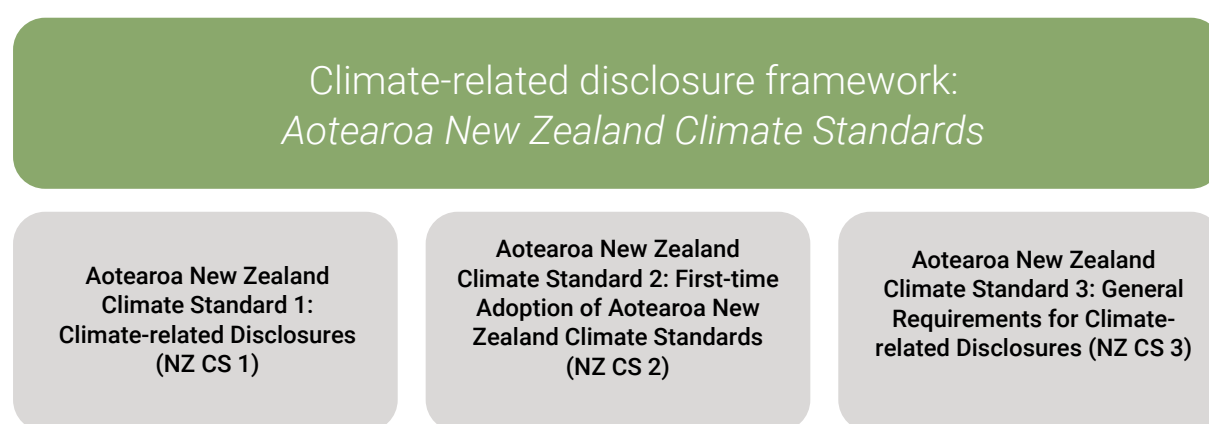 Climate-related disclosure framework:
Aotearoa New Zealand Climate Standards
Aotearoa New Zealand
Climate Standard 1:
Climate-related Disclosures
(NZ CS 1)
Aotearoa New Zealand
Climate Standard 2: First-time
Adoption of Aotearoa New
Zealand Climate Standards
(NZ CS 2)
Aotearoa New Zealand
Climate Standard 3: General
Requirements for Climate-
related Disclosures (NZ CS 3)